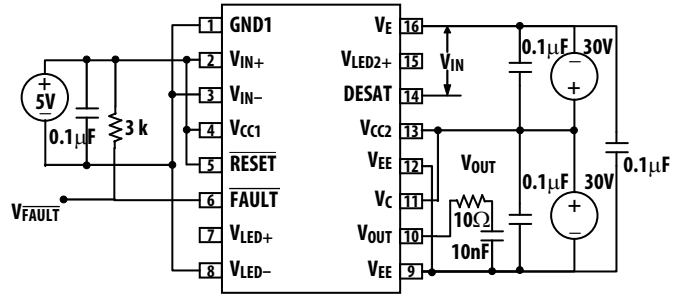 1 GND1 VE 16
2 VIN+ VLED2+ 15
3 VIN– DESAT 14
4 VCC1 VCC2 13
5 RESET VEE 12
6 FAULT VC 11
7 VLED+ VOUT 10
8 VLED– VEE 9
+
5V
–
0.1μF
3 k
VFAULT
VIN
0.1μF
30V
–
+
0.1μF
VOUT
10Ω
10nF
0.1μF
30V
+
–